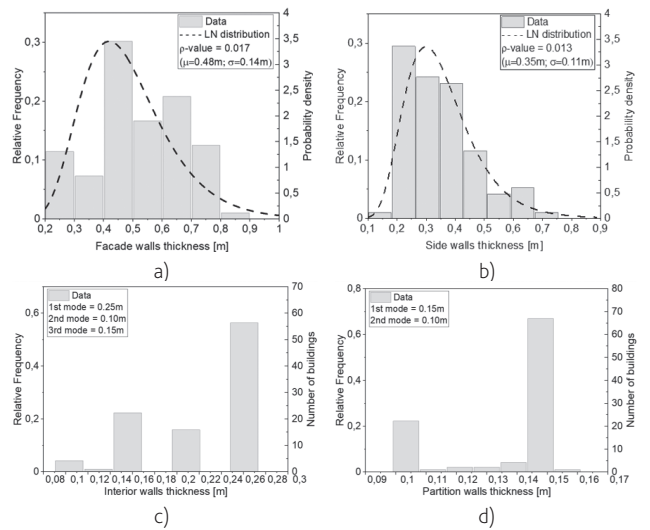 Data
LN distribution
ρ-value = 0.017
(μ=0.48m; σ=0.14m)
Relative Frequency
0,3
0,2
0,1
0
4
3,5
3
2,5
2
1,5
1
0,5
0
Probability density
0,2 0,3 0,4 0,5 0,6 0,7 0,8 0,9 1
Facade walls thickness [m]
a)
Data
LN distribution
ρ-value = 0.013
(μ=0.35m; σ=0.11m)
Relative Frequency
0,3
0,2
0,1
0
4
3,5
3
2,5
2
1,5
1
0,5
0
Probability density
0,1 0,2 0,3 0,4 0,5 0,6 0,7 0,8 0,9
Side walls thickness [m]
b)
Data
1st mode = 0.25m
2nd mode = 0.10m
3rd mode = 0.15m
Relative Frequency
0,6
0,4
0,2
0
70
60
50
40
30
20
10
0
Number of buildings
0,08 0,1 0,12 0,14 0,16 0,18 0,2 0,22 0,24 0,26 0,28 0,3
Interior walls thickness [m]
c)
Data
1st mode = 0.15m
2nd mode = 0.10m
Relative Frequency
0,8
0,6
0,4
0,2
0
80
70
60
50
40
30
20
10
0
Number of buildings
0,09 0,1 0,11 0,12 0,13 0,14 0,15 0,16 0,17
Partition walls thickness [m]
d)